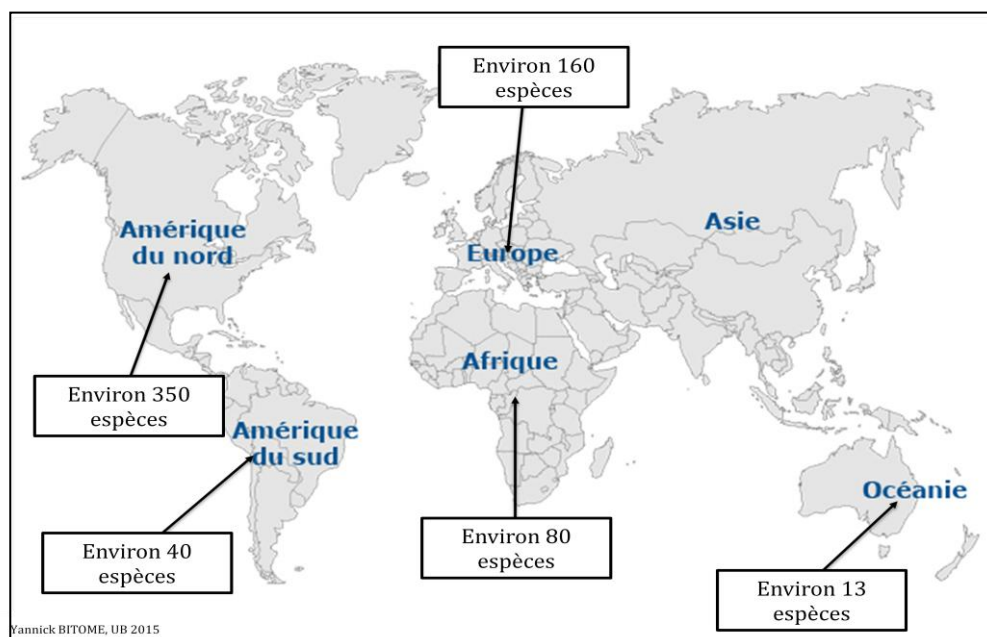 Environ 160
espèces
Amérique
du nord
Asie
Europe
Afrique
Environ 350
espèces
Amérique
du sud
Océanie
Environ 40
espèces
Environ 80
espèces
Environ 13
espèces
Yannick BITOME, UB 2015